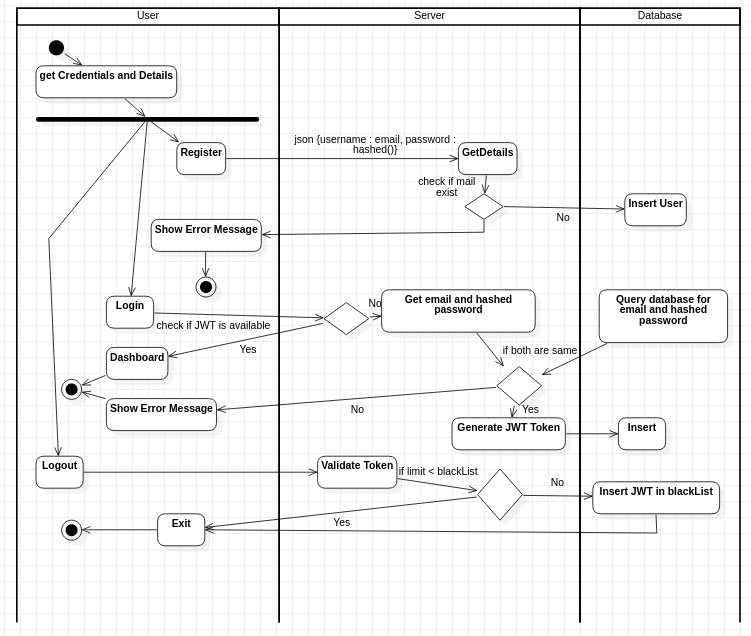 User
Server
Database
get Credentials and Details
Register
json {username : email, password :
hashed()}
GetDetails
check if mail
exist
Insert User
No
Show Error Message
Login
check if JWT is available
No
Get email and hashed
password
Query database for
email and hashed
password
Yes
if both are same
Dashboard
Show Error Message
No
Yes
Generate JWT Token
Insert
Logout
Validate Token
if limit < blackList
No
Insert JWT in blackList
Exit
Yes